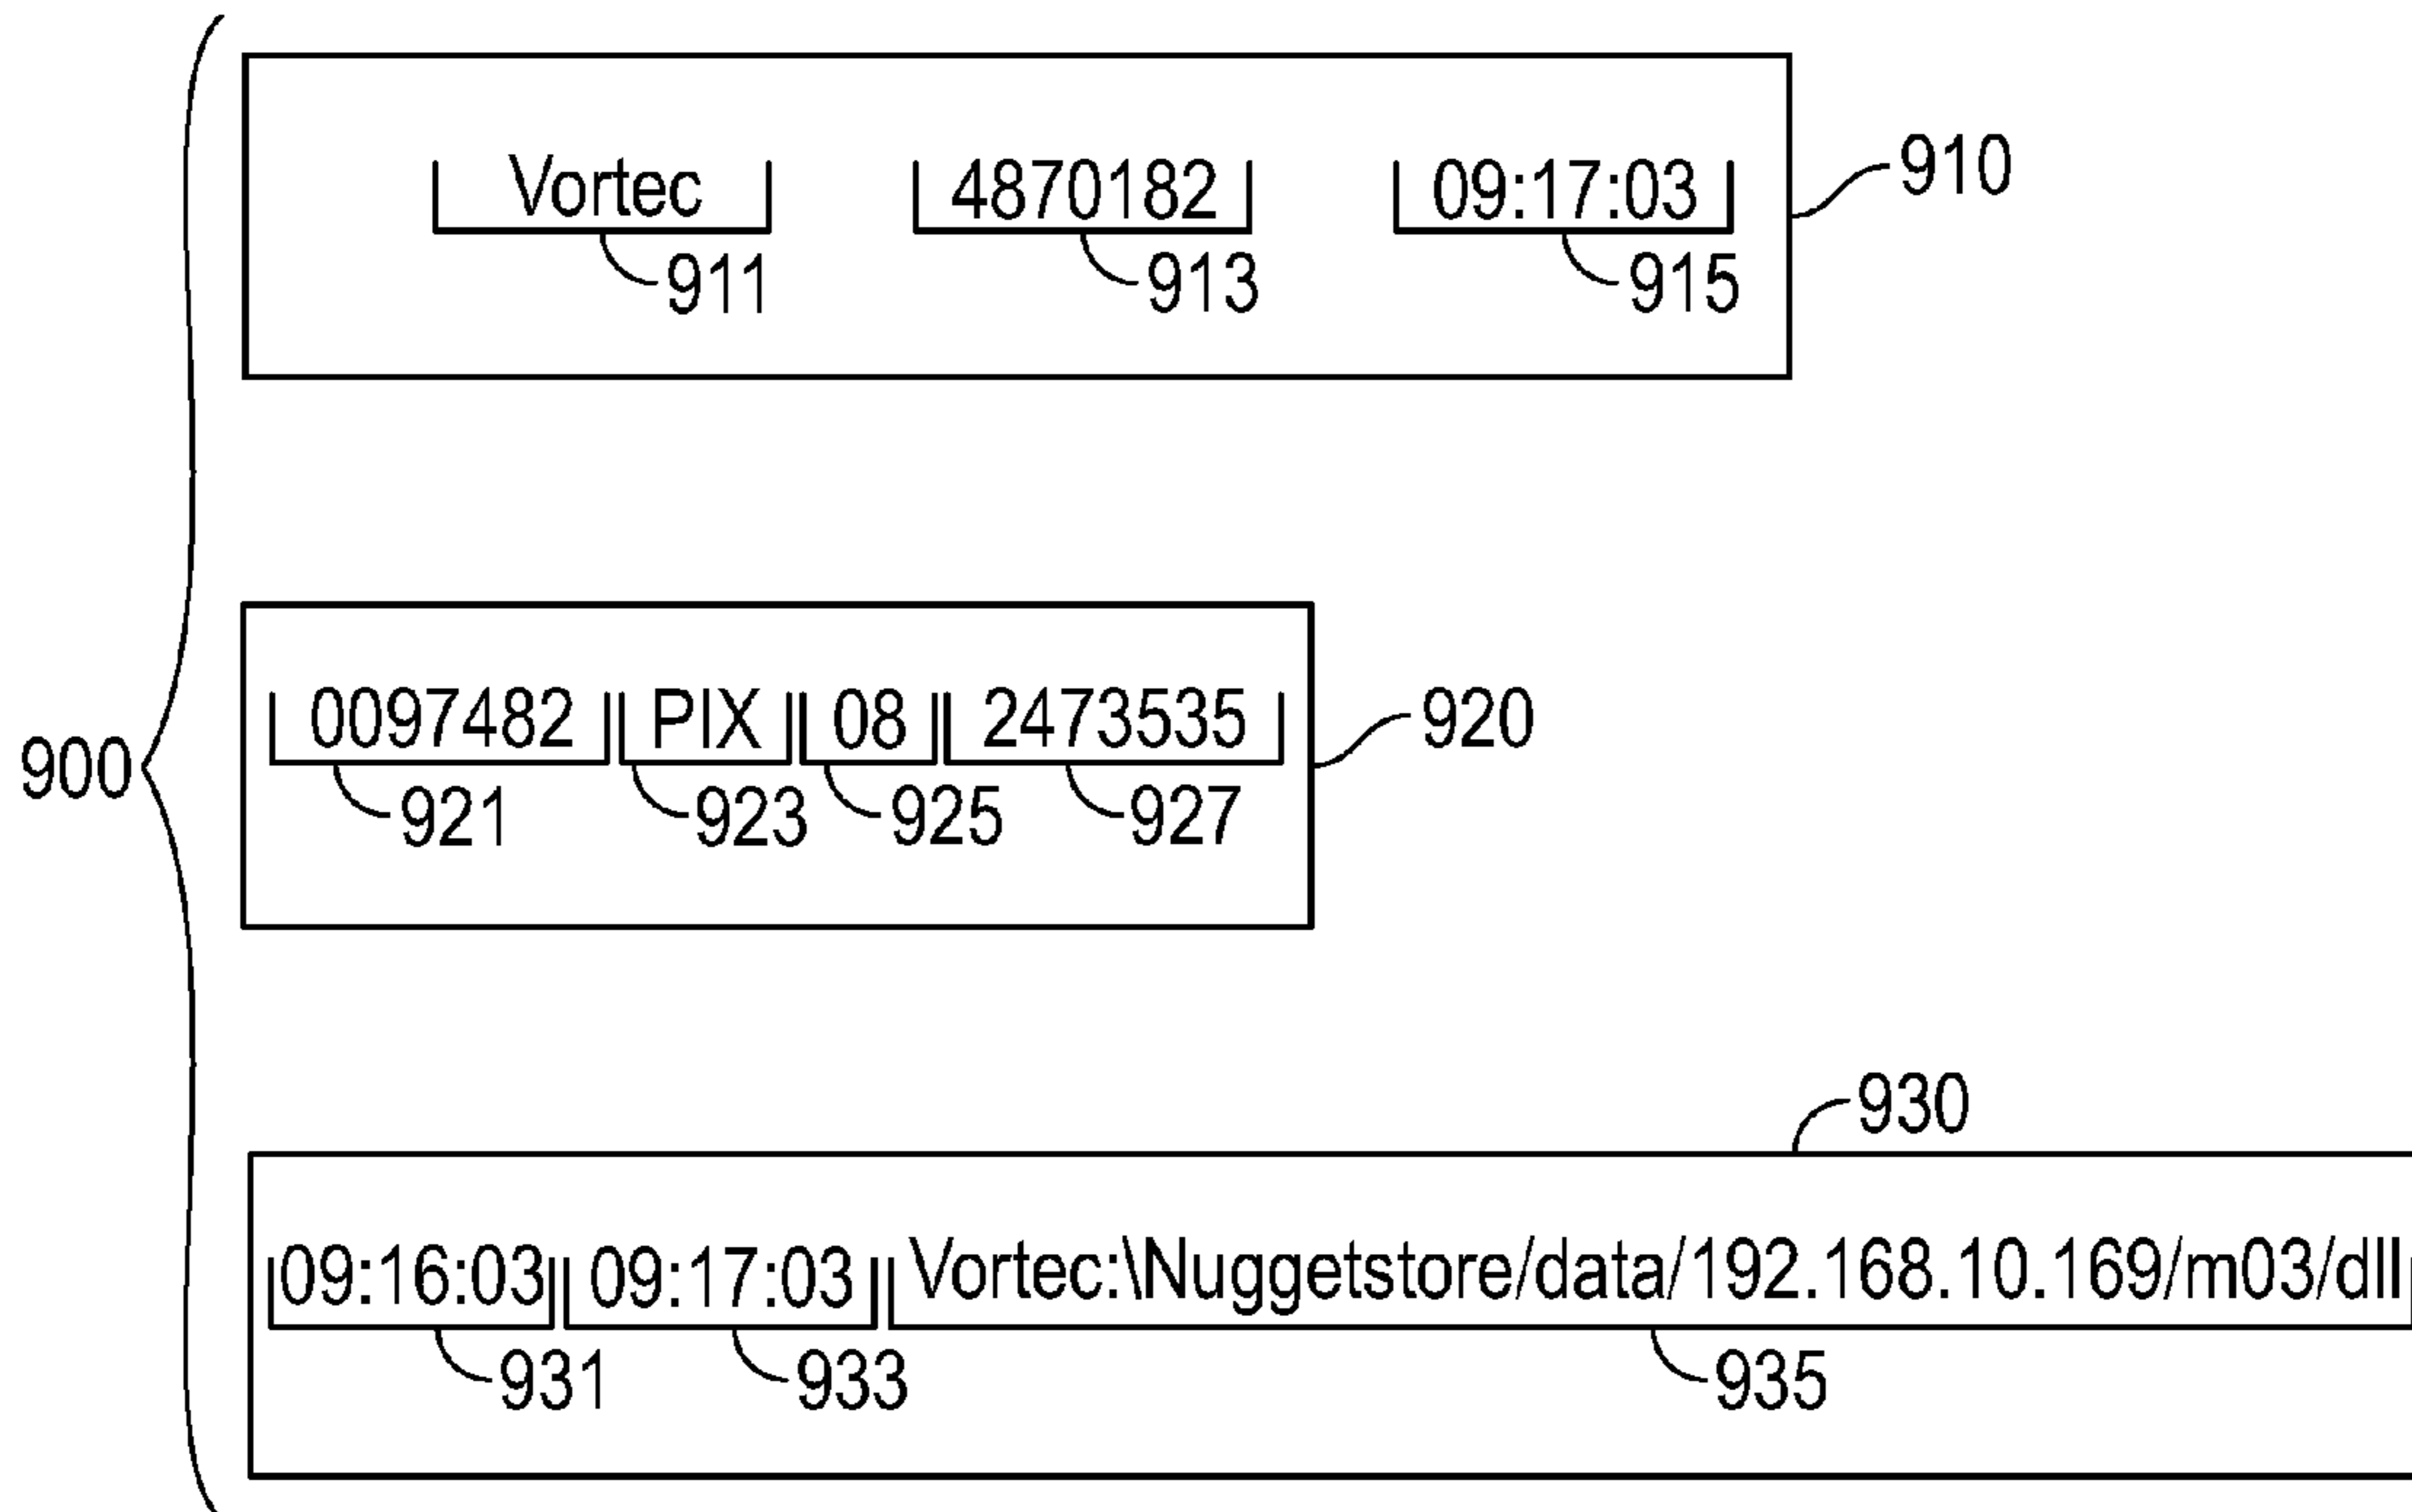 Vortec 4870182 09:17:03 910
911 913 915
0097482 PIX 08 2473535 920
900
921 923 925 927
930
09:16:03 09:17:03 Vortec:\Nuggetstore/data/192.168.10.169/m03/dll
931 933 935